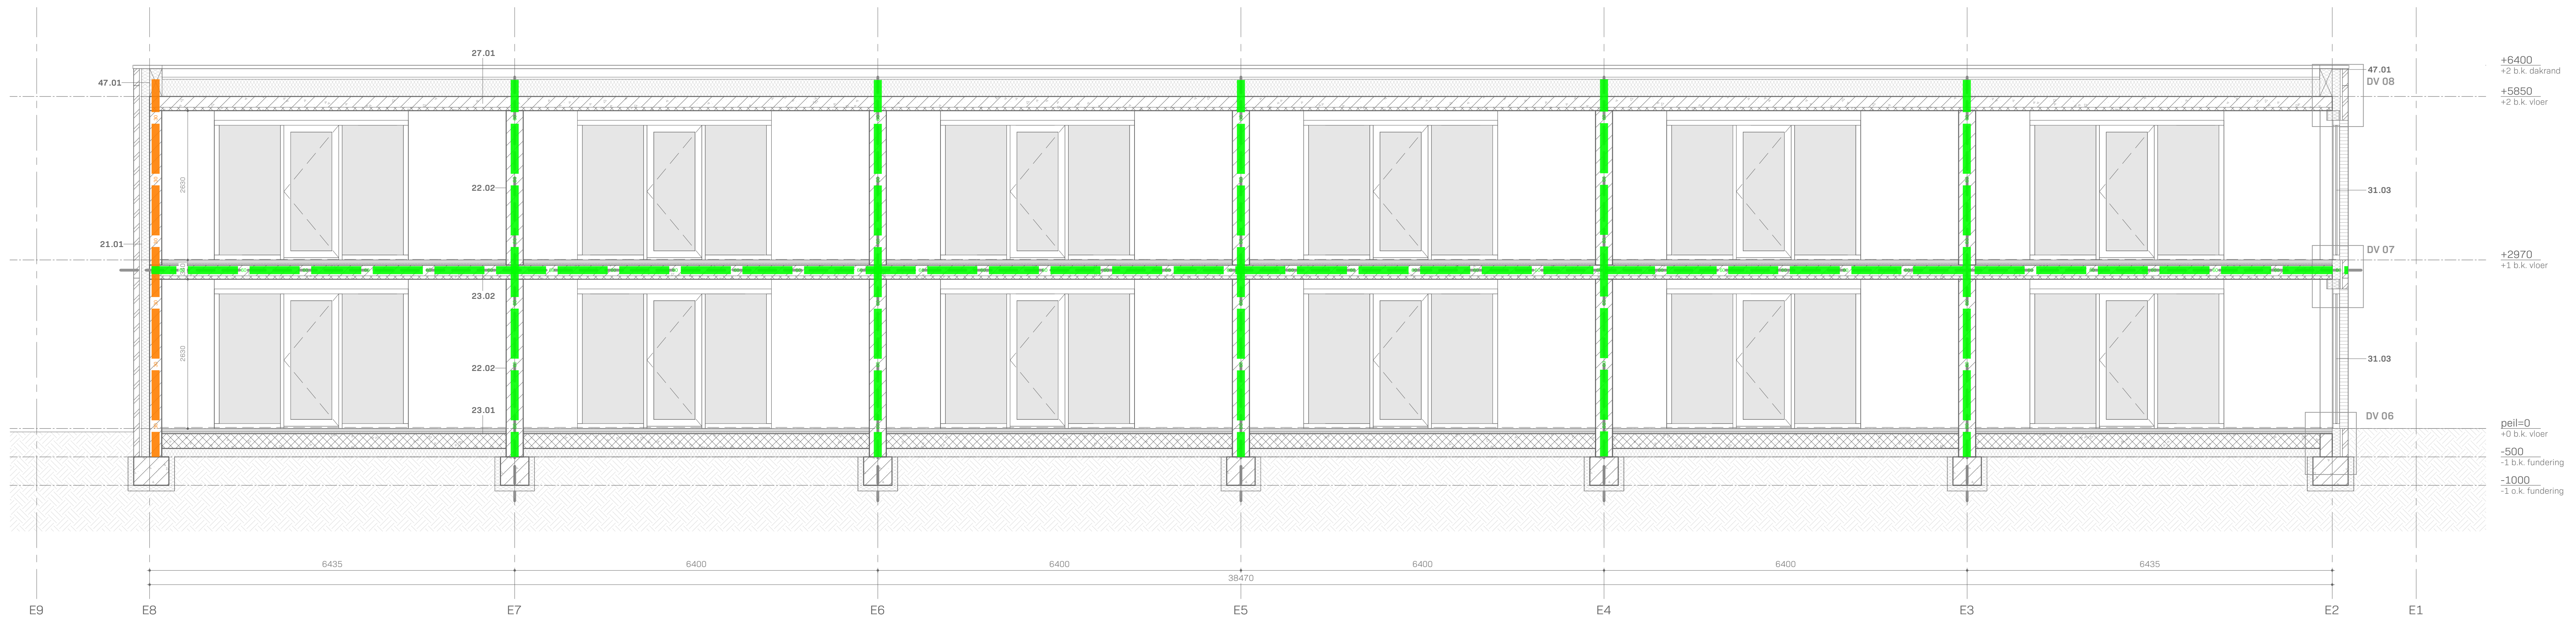 27.01
+6400
+2 b.k. dakrand
47.01
47.01
DV 08
+5850
+2 b.k. vloer
2630
22.02
31.03
21.01
DV 07
+2970
+1 b.k. vloer
23.02
2630
22.02
31.03
23.01
DV 06
peil=0
+0 b.k. vloer
-500
-1 b.k. fundering
-1000
-1 o.k. fundering
6435
6400
6400
6400
6400
6435
38470
E9
E8
E7
E6
E5
E4
E3
E2
E1